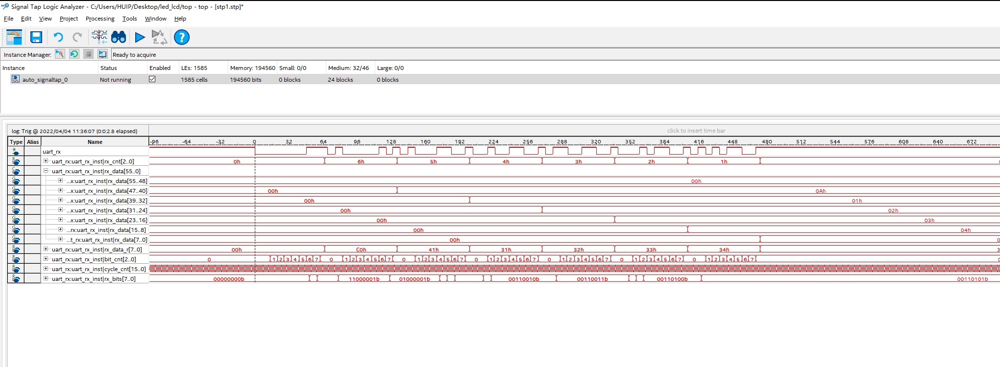 Signal Tap Logic Analyzer - C:/Users/HUIP/Desktop/led_lcd/top - top - [stp1.stp]*
File Edit View Project Processing Tools Window Help
Instance Manager: Ready to acquire
Instance Status Enabled LEs: 1585 Memory: 194560 Small: 0/0 Medium: 32/46 Large: 0/0
auto_signaltap_0 Not running 1585 cells 194560 bits 0 blocks 24 blocks 0 blocks
log: Trig @ 2022/04/04 11:36:07 (0:0:2.8 elapsed) click to insert time bar
Type Alias Name -96 -64 -32 0 32 64 96 128 160 192 224 256 288 320 352 384 416 448 480 512 544 576 608 640 672
uart_rx
uart_rx:uart_rx_inst|rx_cnt[2..0] 0h 6h 5h 4h 3h 2h 1h
uart_rx:uart_rx_inst|rx_data[55..0]
...x:uart_rx_inst|rx_data[55..48] 00h
...x:uart_rx_inst|rx_data[47..40] 00h 0Ah
...x:uart_rx_inst|rx_data[39..32] 00h 01h
...x:uart_rx_inst|rx_data[31..24] 00h 02h
...x:uart_rx_inst|rx_data[23..16] 00h 03h
...rx:uart_rx_inst|rx_data[15..8] 00h 04h
...t_rx:uart_rx_inst|rx_data[7..0] 00h 0
uart_rx:uart_rx_inst|rx_data_r[7..0] 00h C0h 41h 31h 32h 33h 34h 3
uart_rx:uart_rx_inst|bit_cnt[2..0] 0 1 2 3 4 5 6 7 0 1 2 3 4 5 6 7 0 1 2 3 4 5 6 7 0 1 2 3 4 5 6 7 0 1 2 3 4 5 6 7 0 1 2 3 4 5 6 7 0 1 2 3 4 5 6 7
uart_rx:uart_rx_inst|cycle_cnt[15..0]
uart_rx:uart_rx_inst|rx_bits[7..0] 00000000b 11000001b 01000001b 00110010b 00110011b 00110100b 00110101b